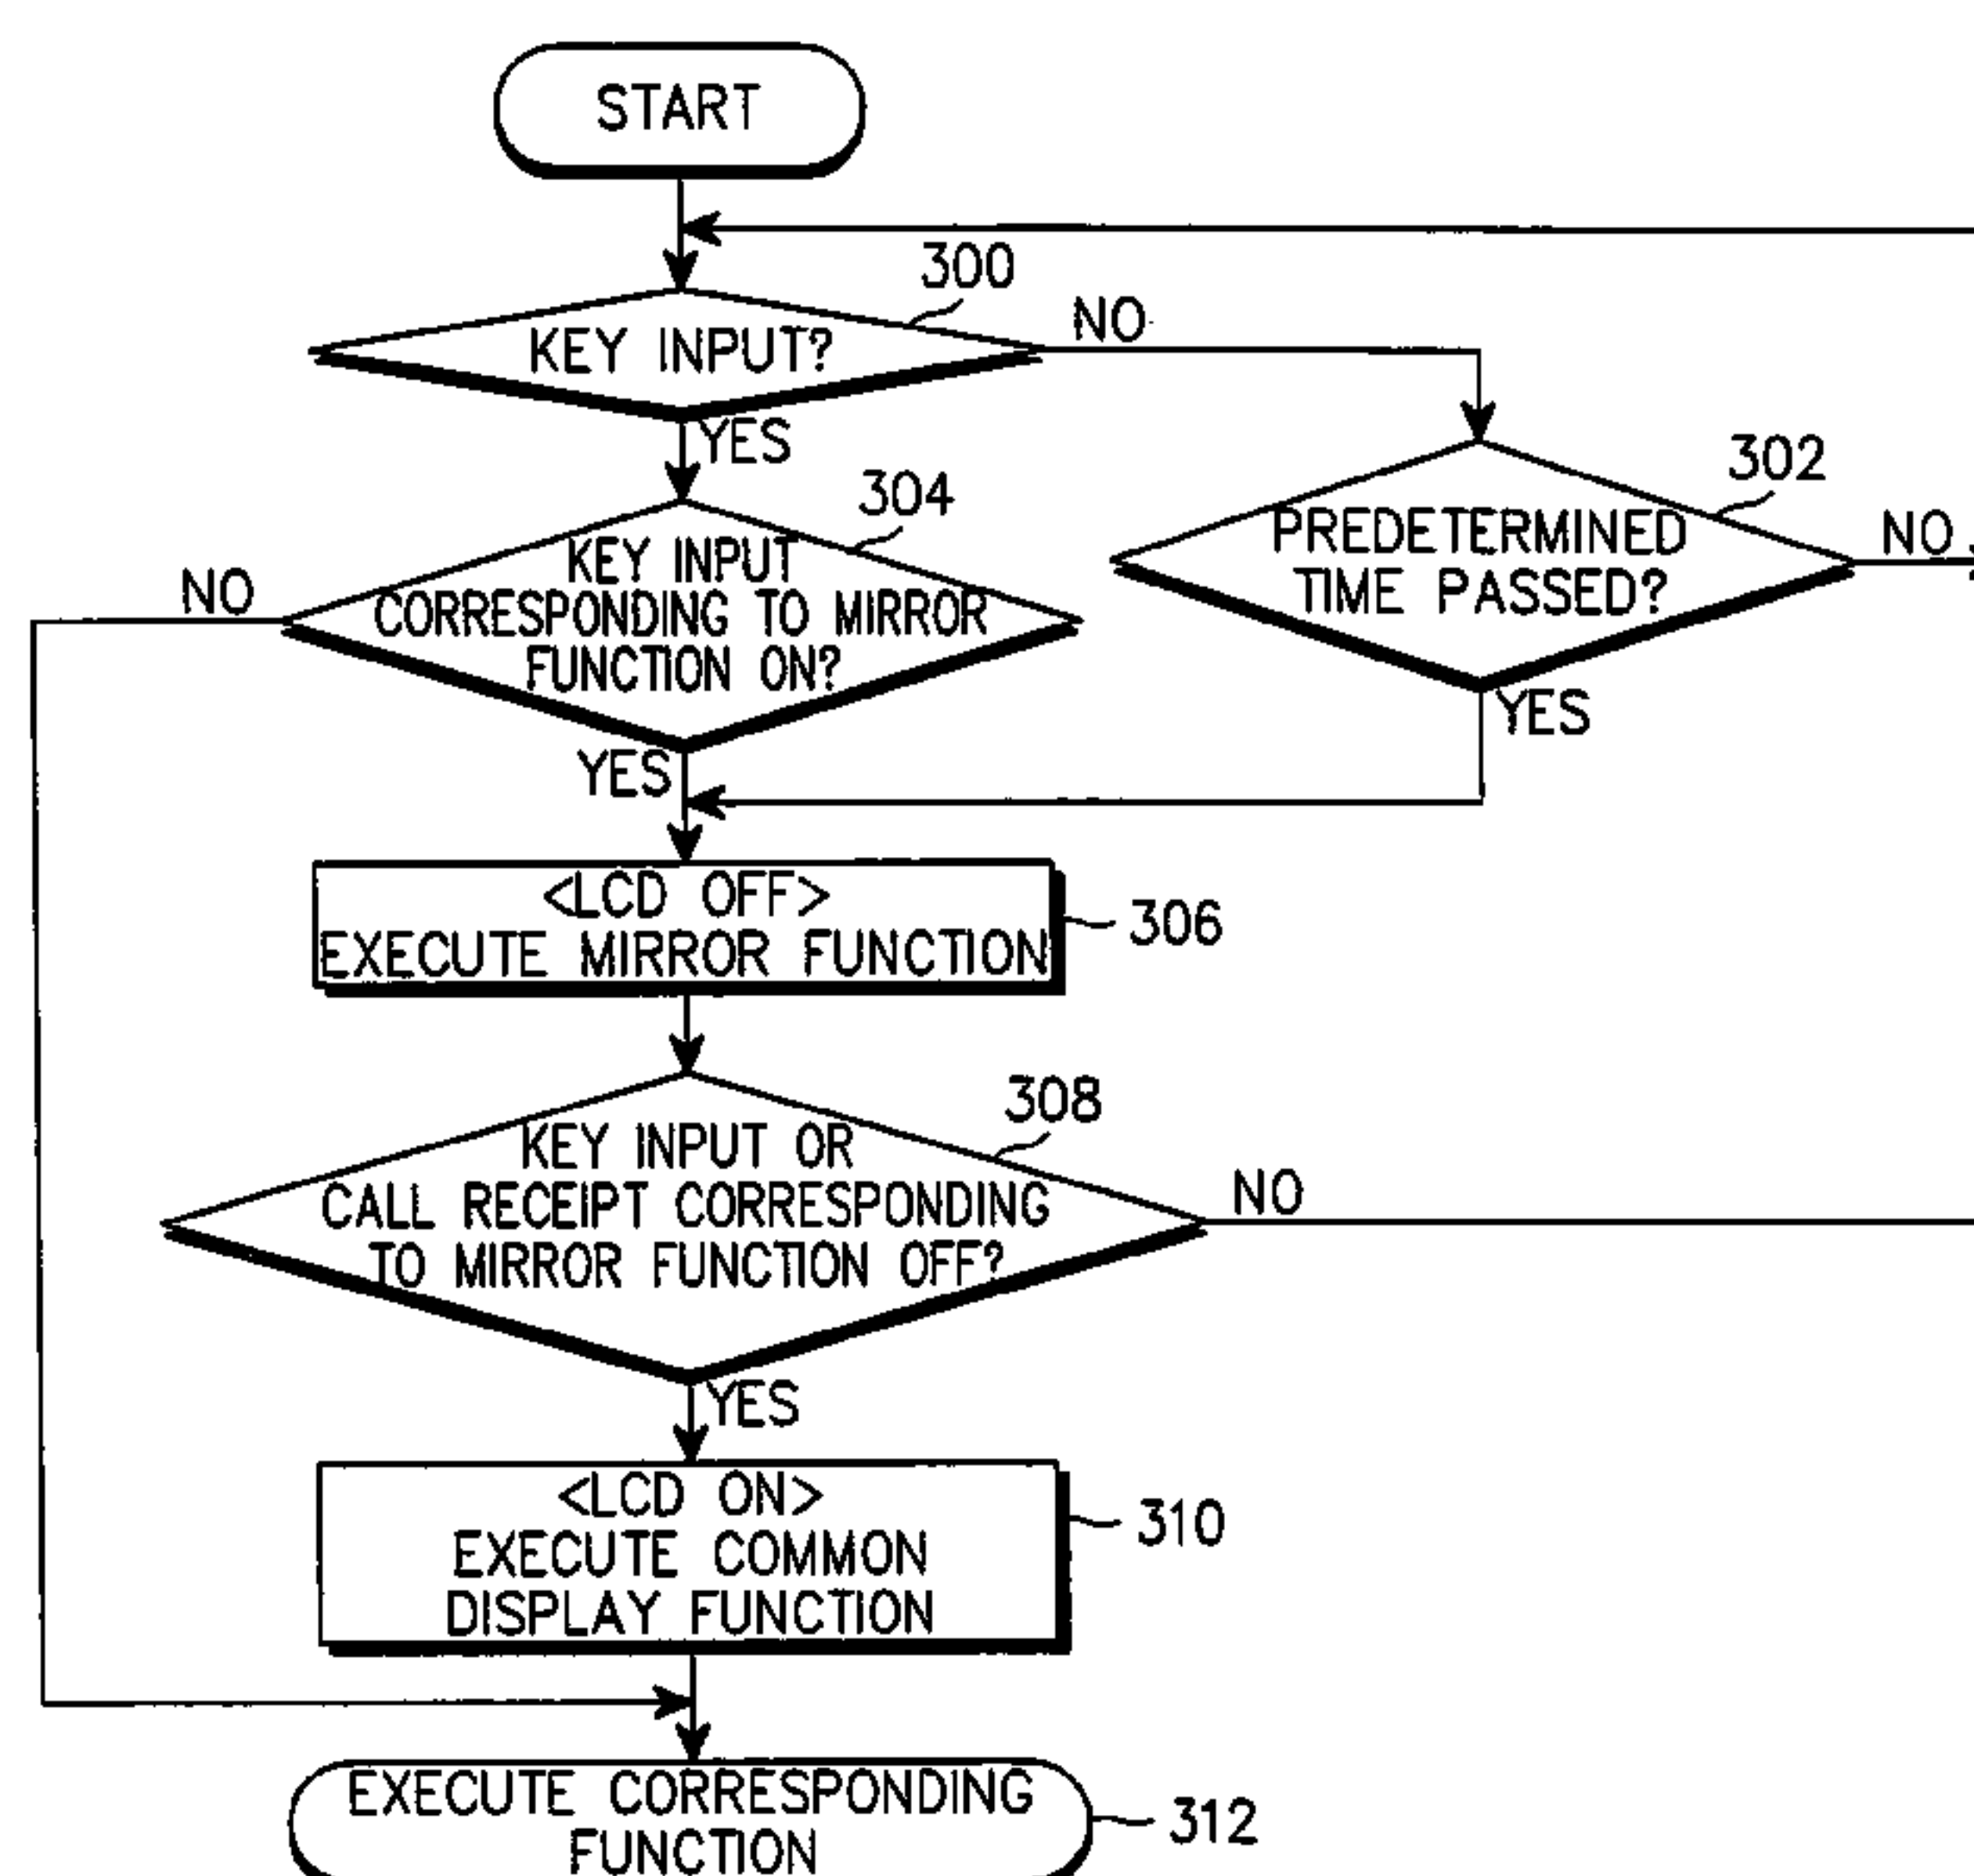 START
300
KEY INPUT?
NO
YES
304
302
KEY INPUT
CORRESPONDING TO MIRROR
FUNCTION ON?
NO
PREDETERMINED
TIME PASSED?
NO
YES
YES
<LCD OFF>
EXECUTE MIRROR FUNCTION
306
308
KEY INPUT OR
CALL RECEIPT CORRESPONDING
TO MIRROR FUNCTION OFF?
NO
YES
<LCD ON>
EXECUTE COMMON
DISPLAY FUNCTION
310
EXECUTE CORRESPONDING
FUNCTION
312